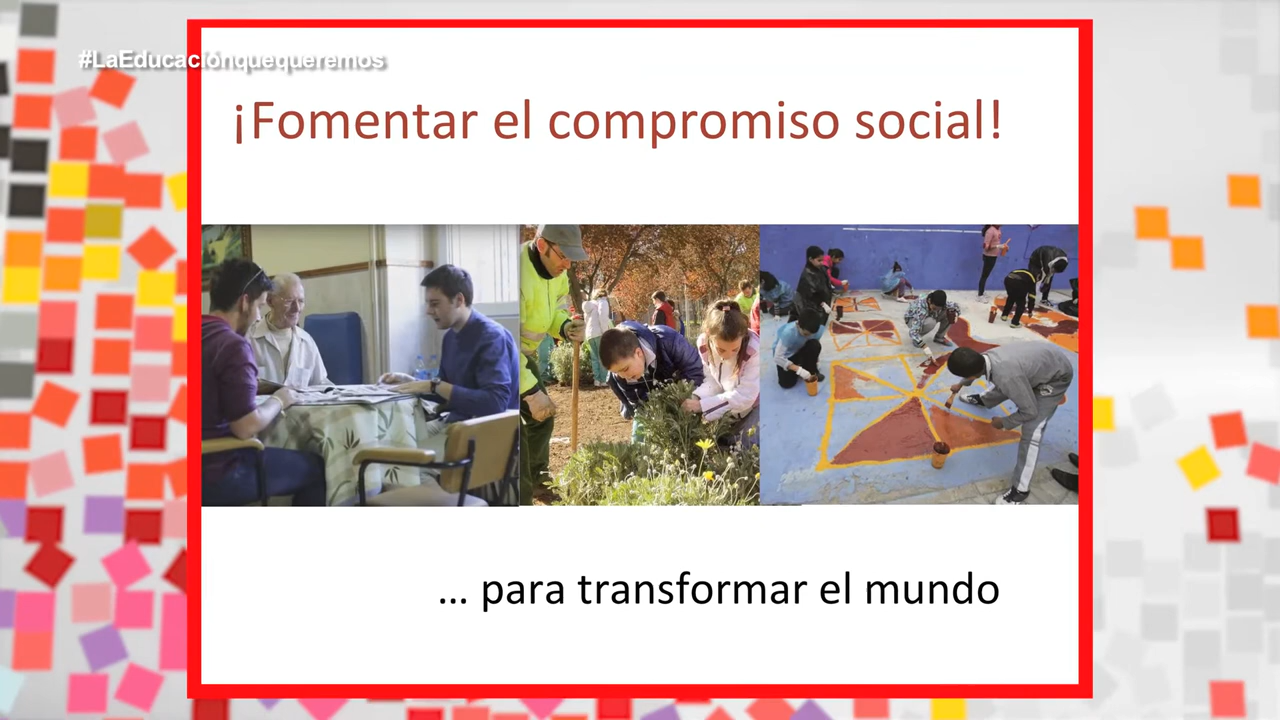 #LaEducaciónquequeremos
¡Fomentar el compromiso social!
... para transformar el mundo